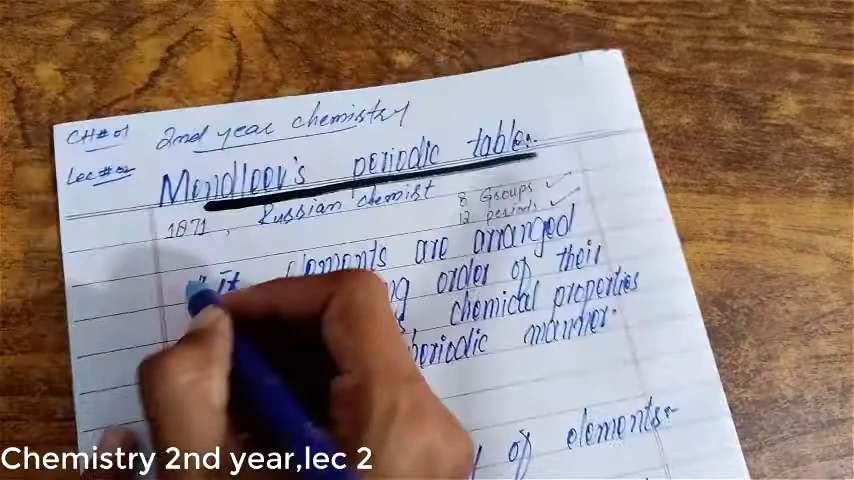 CH# 01 2nd year chemistry
Lec# 02
Mendleev's periodic table:-
1871, Russian chemist
8 Groups ✓
12 periods ✓
"if elements are arranged
order of their
chemical properties
periodic manner.
of elements:-
Chemistry 2nd year,lec 2